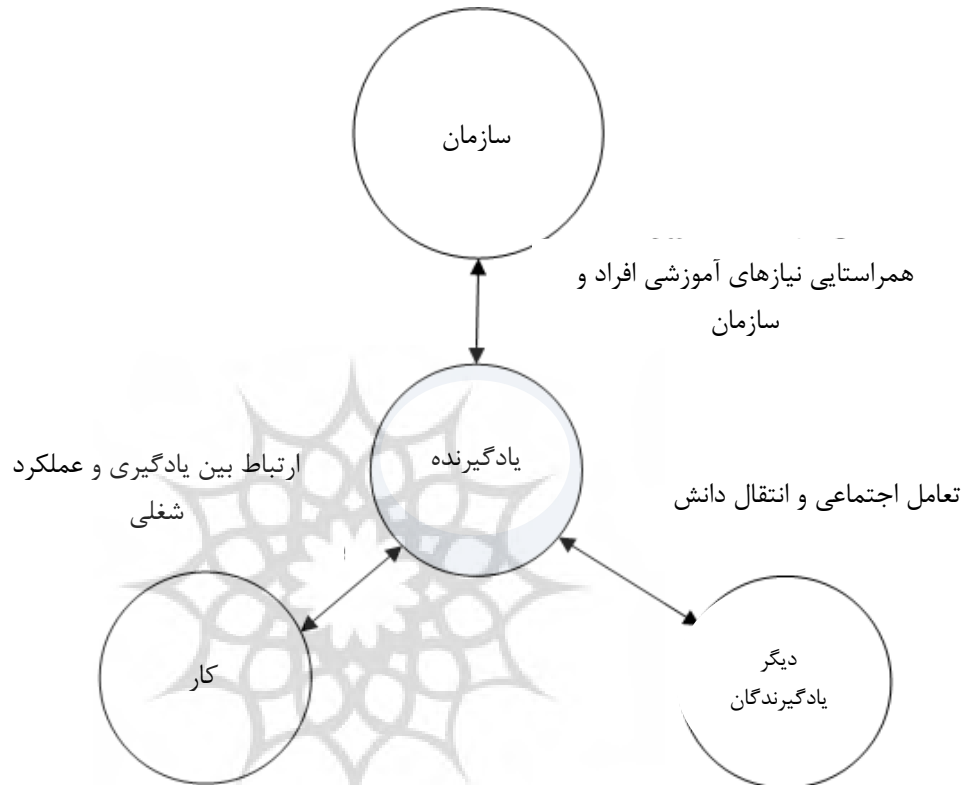 سازمان
همراستایی نیازهای آموزشی افراد و
سازمان
یادگیرنده
ارتباط بین یادگیری و عملکرد
شغلی
تعامل اجتماعی و انتقال دانش
کار
دیگر
یادگیرندگان